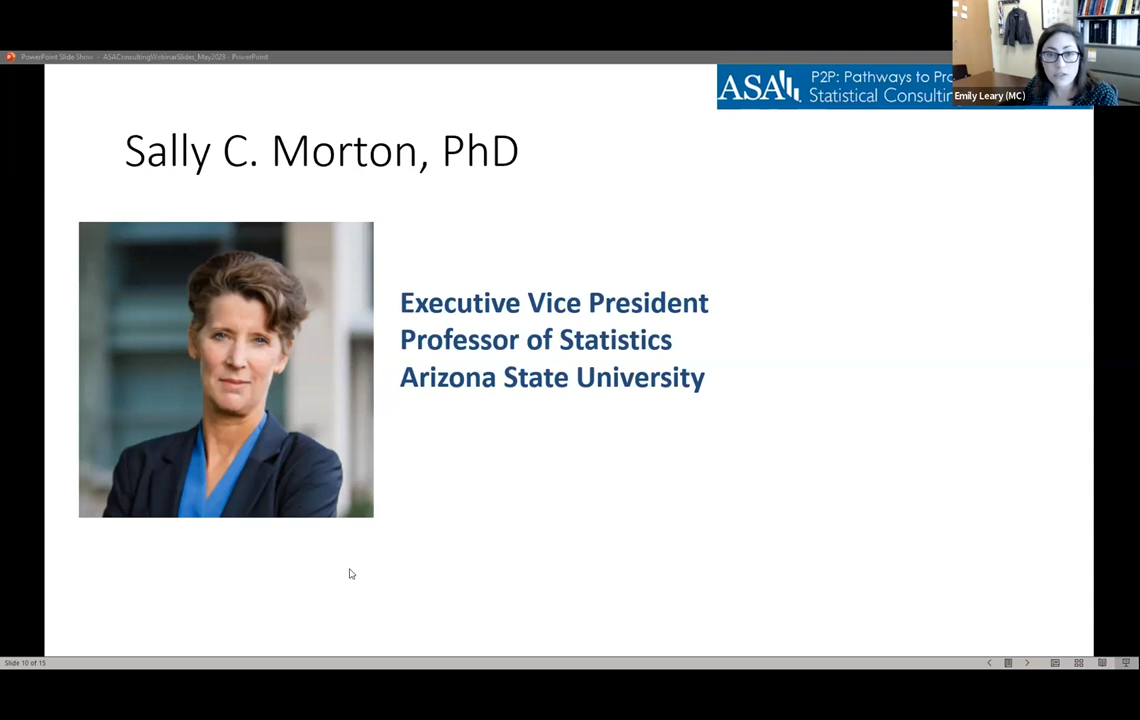 PowerPoint Slide Show - ASAConsultingWebinarSlides_May2023 - PowerPoint
ASA
P2P: Pathways to Pro
Statistical Consultin
Emily Leary (MC)
Sally C. Morton, PhD
Executive Vice President
Professor of Statistics
Arizona State University
Slide 10 of 15